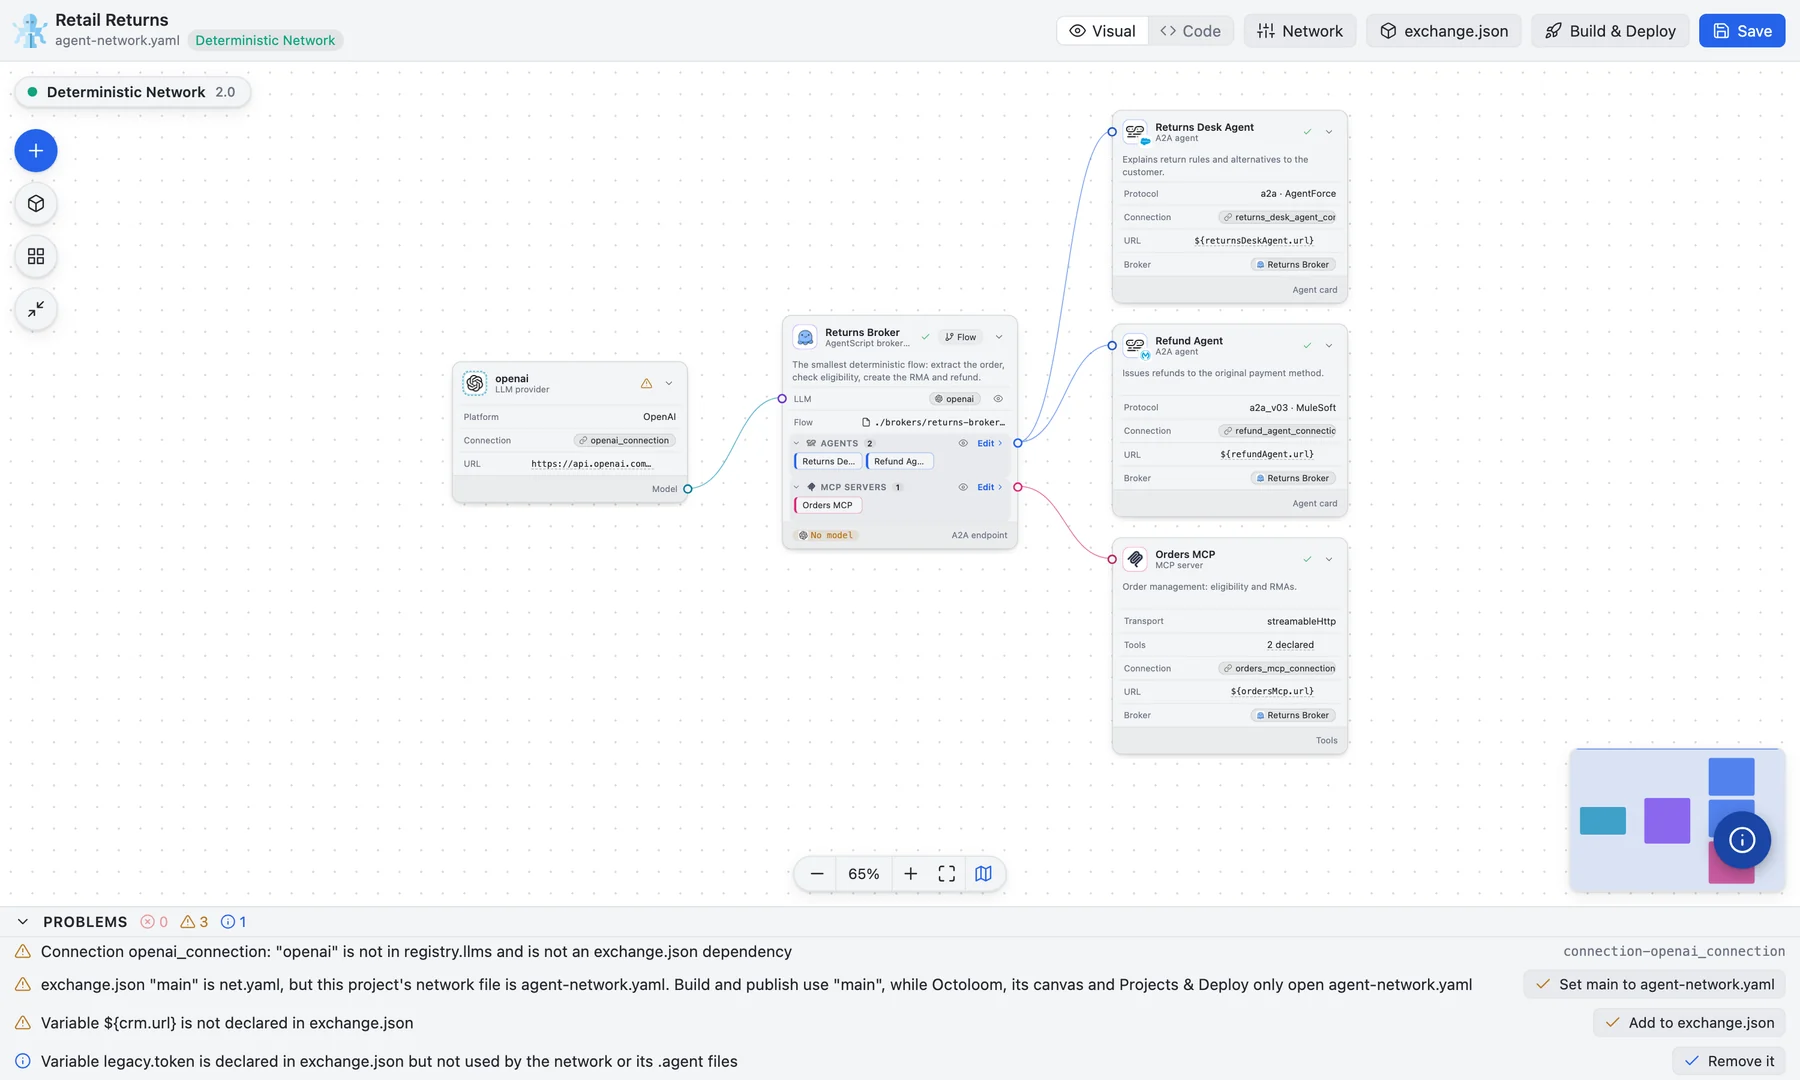 Retail Returns
agent-network.yaml Deterministic Network
Visual Code Network exchange.json Build & Deploy Save
Deterministic Network 2.0
Returns Desk Agent
A2A agent
Explains return rules and alternatives to the
customer.
Protocol a2a · AgentForce
Connection returns_desk_agent_cor
URL ${returnsDeskAgent.url}
Broker Returns Broker
Agent card
Refund Agent
A2A agent
Issues refunds to the original payment method.
Protocol a2a_v03 · MuleSoft
Connection refund_agent_connectic
URL ${refundAgent.url}
Broker Returns Broker
Agent card
Returns Broker
AgentScript broker...
Flow
The smallest deterministic flow: extract the order,
check eligibility, create the RMA and refund.
LLM openai
Flow ./brokers/returns-broker...
AGENTS 2 Edit
Returns De... Refund Ag...
MCP SERVERS 1 Edit
Orders MCP
No model A2A endpoint
openai
LLM provider
Platform OpenAI
Connection openai_connection
URL https://api.openai.com...
Model
Orders MCP
MCP server
Order management: eligibility and RMAs.
Transport streamableHttp
Tools 2 declared
Connection orders_mcp_connection
URL ${ordersMcp.url}
Broker Returns Broker
Tools
65%
PROBLEMS 0 3 1
Connection openai_connection: "openai" is not in registry.llms and is not an exchange.json dependency connection-openai_connection
exchange.json "main" is net.yaml, but this project's network file is agent-network.yaml. Build and publish use "main", while Octoloom, its canvas and Projects & Deploy only open agent-network.yaml Set main to agent-network.yaml
Variable ${crm.url} is not declared in exchange.json Add to exchange.json
Variable legacy.token is declared in exchange.json but not used by the network or its .agent files Remove it